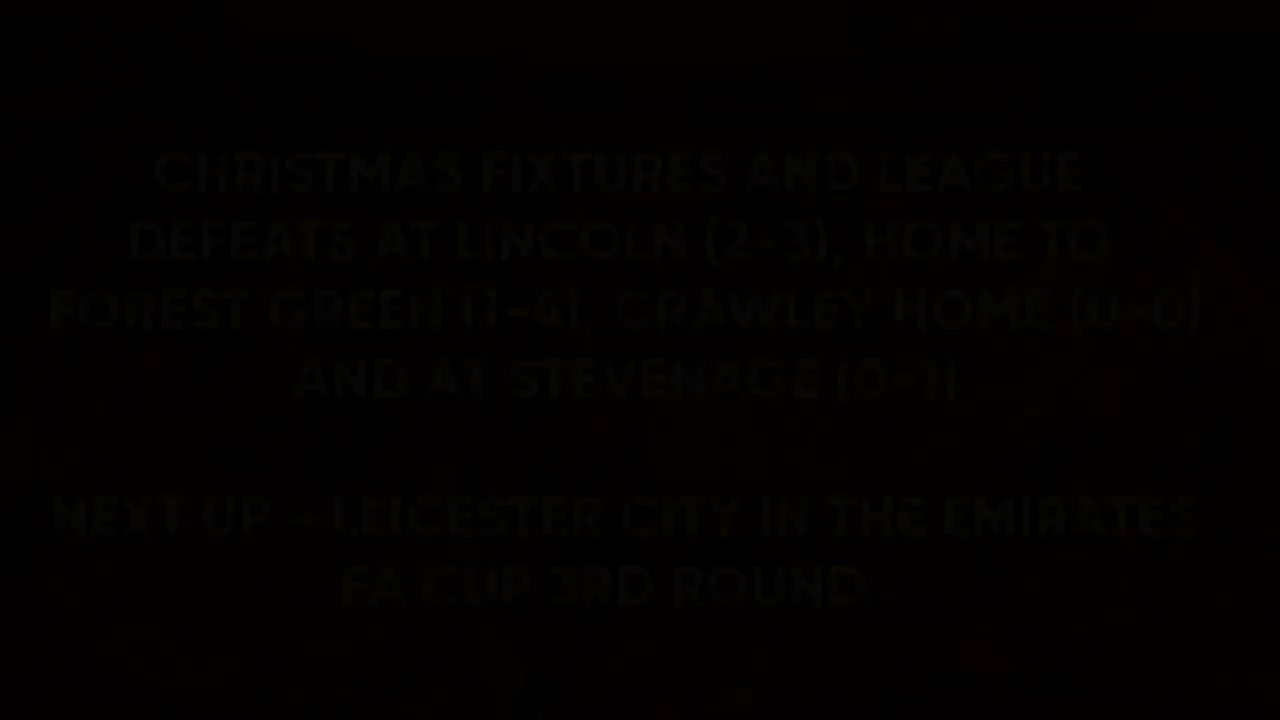 CHRISTMAS FIXTURES AND LEAGUE
DEFEATS AT LINCOLN (2-3), HOME TO
FOREST GREEN (1-4), CRAWLEY HOME (0-0)
AND AT STEVENAGE (0-1)
NEXT UP - LEICESTER CITY IN THE EMIRATES
FA CUP 3RD ROUND...